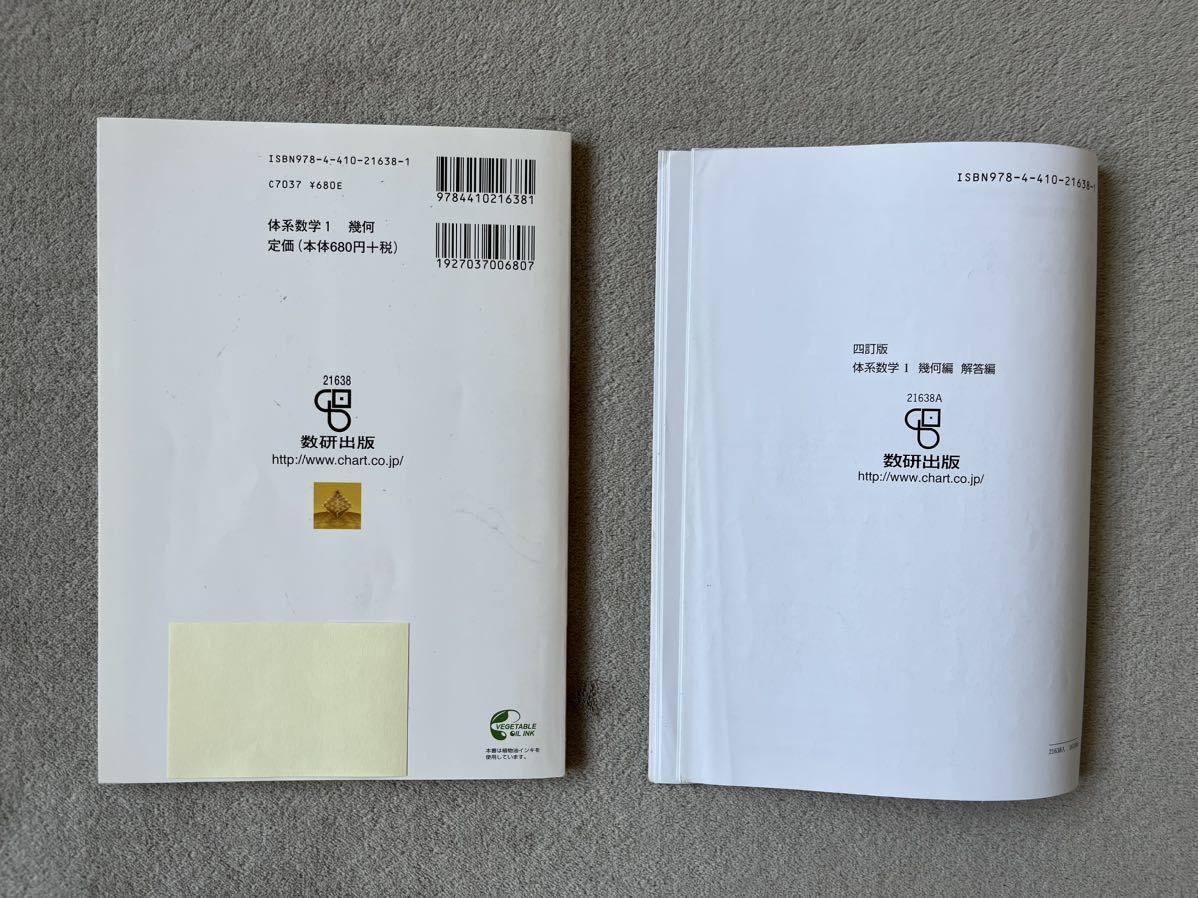 ISBN978-4-410-21638-1
C7037 ¥680E
9784410216381
体系数学1 幾何
定価(本体680円+税)
1927037006807
21638
数研出版
http://www.chart.co.jp/
VEGETABLE
OIL INK
本書は植物油インキを
使用しています。
ISBN978-4-410-21638-1
四訂版
体系数学1 幾何編 解答編
21638A
数研出版
http://www.chart.co.jp/
21638A